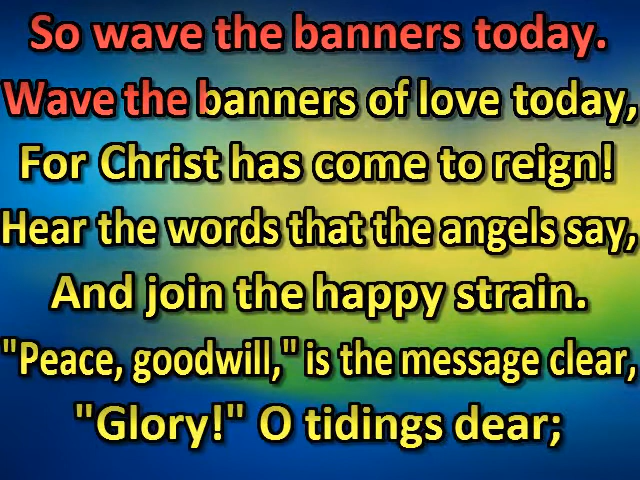 So wave the banners today.
Wave the banners of love today,
For Christ has come to reign!
Hear the words that the angels say,
And join the happy strain.
"Peace, goodwill," is the message clear,
"Glory!" O tidings dear;